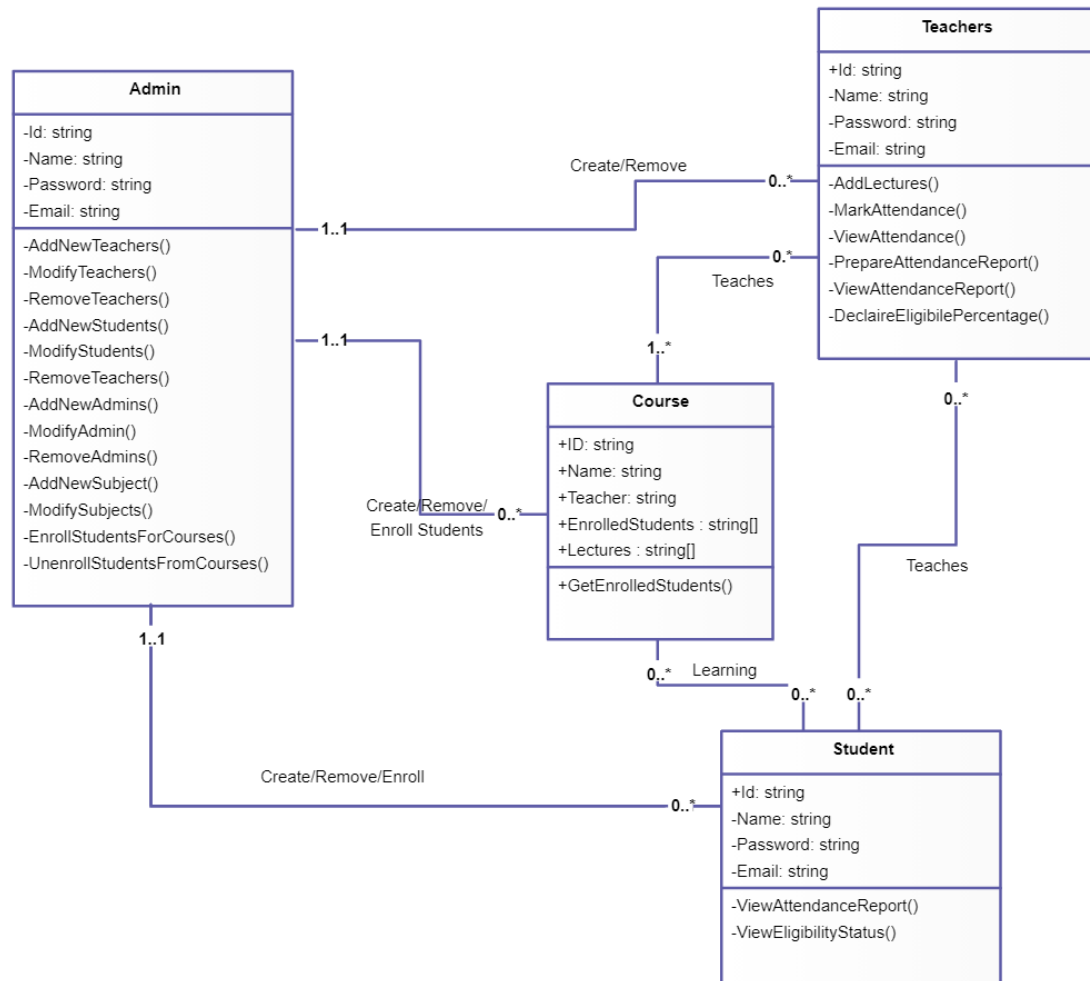 Teachers
+Id: string
-Name: string
-Password: string
-Email: string
-AddLectures()
-MarkAttendance()
-ViewAttendance()
-PrepareAttendanceReport()
-ViewAttendanceReport()
-DeclaireEligibilePercentage()
Admin
-Id: string
-Name: string
-Password: string
-Email: string
-AddNewTeachers()
-ModifyTeachers()
-RemoveTeachers()
-AddNewStudents()
-ModifyStudents()
-RemoveTeachers()
-AddNewAdmins()
-ModifyAdmin()
-RemoveAdmins()
-AddNewSubject()
-ModifySubjects()
-EnrollStudentsForCourses()
-UnenrollStudentsFromCourses()
Create/Remove
0..*
1..1
0.*
Teaches
1..*
1..1
Course
+ID: string
+Name: string
+Teacher: string
+EnrolledStudents : string[]
+Lectures : string[]
+GetEnrolledStudents()
Create/Remove/
Enroll Students
0..*
0..*
Teaches
0..*
0..*
Learning
0..*
1..1
Create/Remove/Enroll
0..*
Student
+Id: string
-Name: string
-Password: string
-Email: string
-ViewAttendanceReport()
-ViewEligibilityStatus()